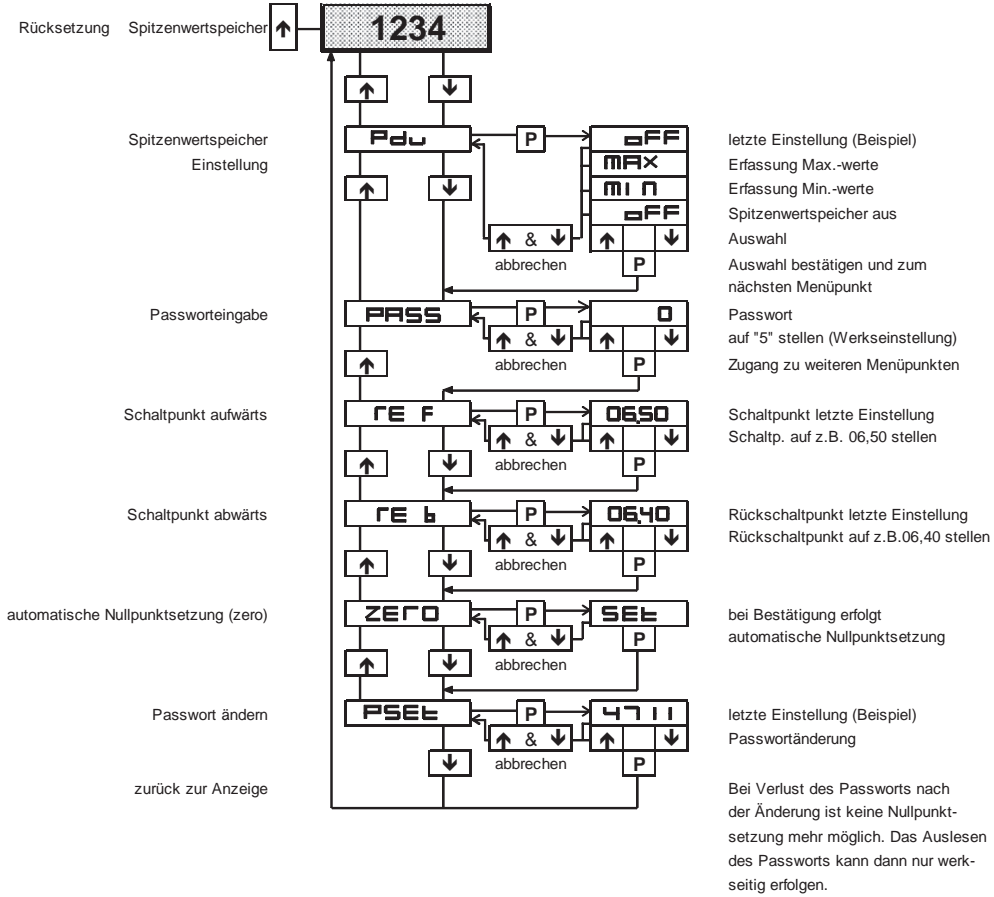 Rücksetzung Spitzenwertspeicher ↑ 1234
↑ ↓
Spitzenwertspeicher Pdv P oFF letzte Einstellung (Beispiel)
Einstellung MAX Erfassung Max.-werte
↑ ↓ MIN Erfassung Min.-werte
oFF Spitzenwertspeicher aus
↑ & ↓ ↑ ↓ Auswahl
abbrechen P Auswahl bestätigen und zum
nächsten Menüpunkt
Passworteingabe PASS P 0 Passwort
↑ & ↓ ↑ ↓ auf "5" stellen (Werkseinstellung)
↑ abbrechen P Zugang zu weiteren Menüpunkten
Schaltpunkt aufwärts rE F P 06,50 Schaltpunkt letzte Einstellung
↑ & ↓ ↑ ↓ Schaltp. auf z.B. 06,50 stellen
↑ ↓ abbrechen P
Schaltpunkt abwärts rE b P 06,40 Rückschaltpunkt letzte Einstellung
↑ & ↓ ↑ ↓ Rückschaltpunkt auf z.B.06,40 stellen
↑ ↓ abbrechen P
automatische Nullpunktsetzung (zero) ZErO P SEt bei Bestätigung erfolgt
↑ & ↓ P automatische Nullpunktsetzung
↑ ↓ abbrechen
Passwort ändern PSEt P 4711 letzte Einstellung (Beispiel)
↑ & ↓ ↑ ↓ Passwortänderung
↓ abbrechen P
zurück zur Anzeige Bei Verlust des Passworts nach
der Änderung ist keine Nullpunkt-
setzung mehr möglich. Das Auslesen
des Passworts kann dann nur werk-
seitig erfolgen.